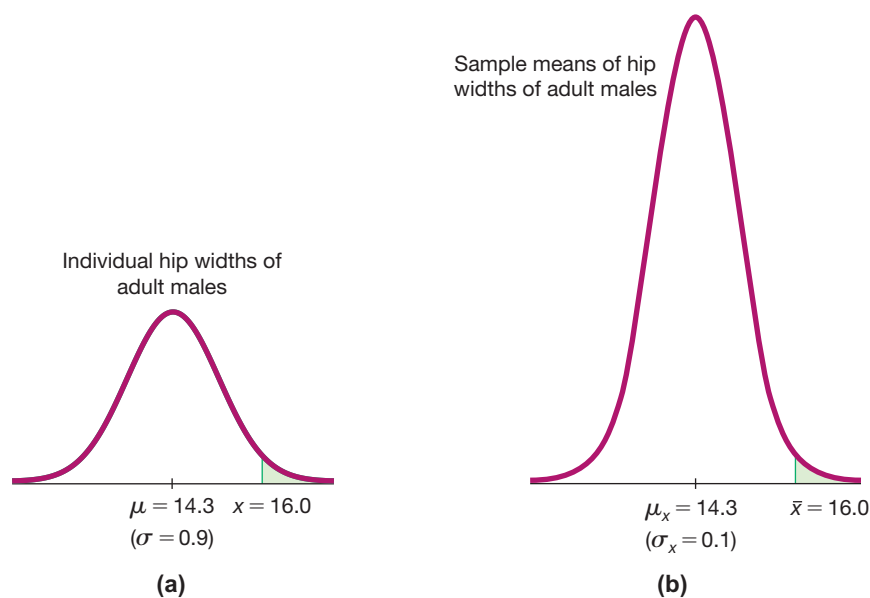 Individual hip widths of
adult males
μ = 14.3 x = 16.0
(σ = 0.9)
(a)
Sample means of hip
widths of adult males
μₓ = 14.3 x̄ = 16.0
(σₓ = 0.1)
(b)